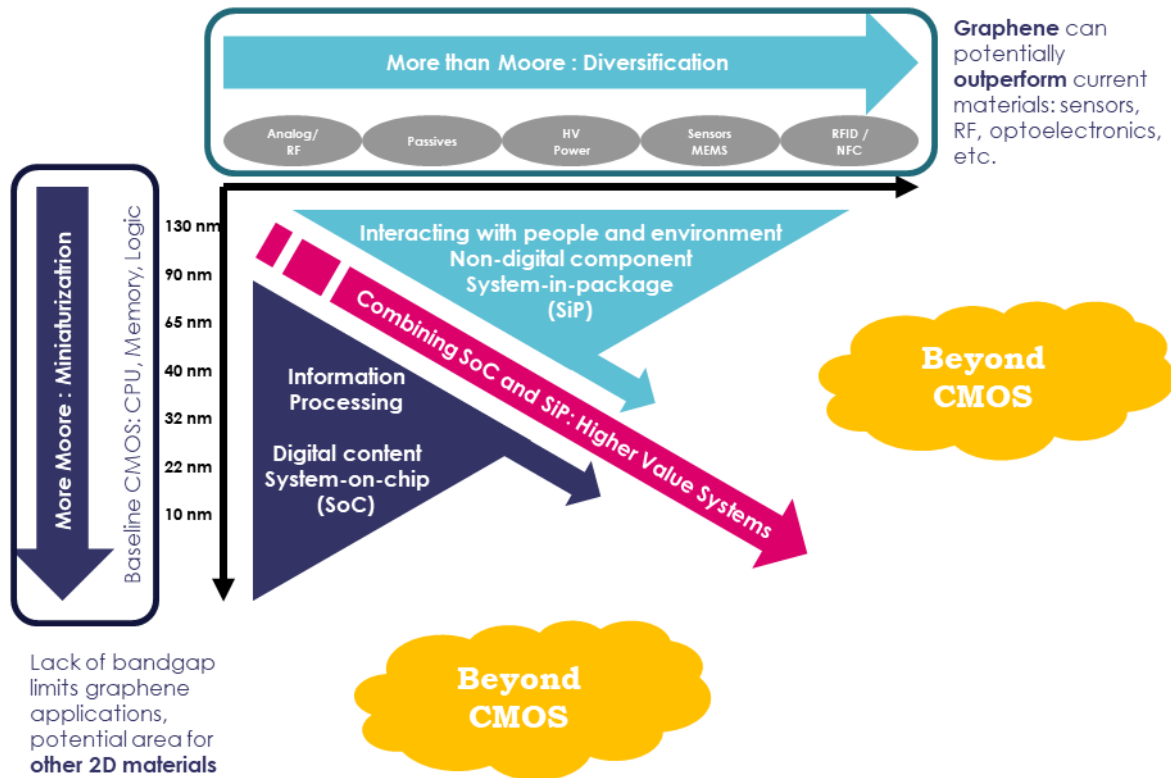 More than Moore : Diversification
Analog/
RF
Passives
HV
Power
Sensors
MEMS
RFID /
NFC
Graphene can
potentially
outperform current
materials: sensors,
RF, optoelectronics,
etc.
More Moore : Miniaturization
Baseline CMOS: CPU, Memory, Logic
130 nm
90 nm
65 nm
40 nm
32 nm
22 nm
10 nm
Interacting with people and environment
Non-digital component
System-in-package
(SiP)
Combining SoC and SiP: Higher Value Systems
Information
Processing
Digital content
System-on-chip
(SoC)
Beyond
CMOS
Beyond
CMOS
Lack of bandgap
limits graphene
applications,
potential area for
other 2D materials